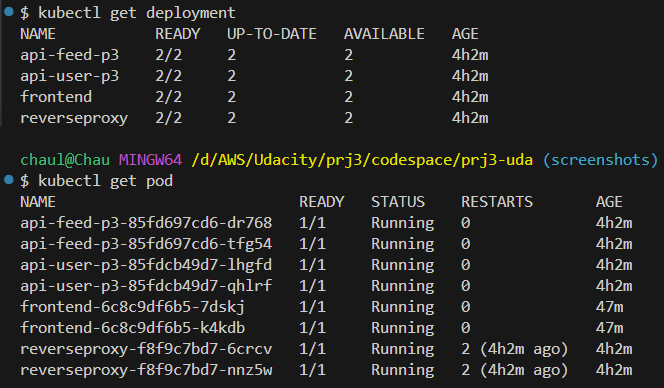 $ kubectl get deployment
NAME READY UP-TO-DATE AVAILABLE AGE
api-feed-p3 2/2 2 2 4h2m
api-user-p3 2/2 2 2 4h2m
frontend 2/2 2 2 4h2m
reverseproxy 2/2 2 2 4h2m
chaul@Chau MINGW64 /d/AWS/Udacity/prj3/codespace/prj3-uda (screenshots)
$ kubectl get pod
NAME READY STATUS RESTARTS AGE
api-feed-p3-85fd697cd6-dr768 1/1 Running 0 4h2m
api-feed-p3-85fd697cd6-tfg54 1/1 Running 0 4h2m
api-user-p3-85fdcb49d7-lhgfd 1/1 Running 0 4h2m
api-user-p3-85fdcb49d7-qhlrf 1/1 Running 0 4h2m
frontend-6c8c9df6b5-7dskj 1/1 Running 0 47m
frontend-6c8c9df6b5-k4kdb 1/1 Running 0 47m
reverseproxy-f8f9c7bd7-6crcv 1/1 Running 2 (4h2m ago) 4h2m
reverseproxy-f8f9c7bd7-nnz5w 1/1 Running 2 (4h2m ago) 4h2m